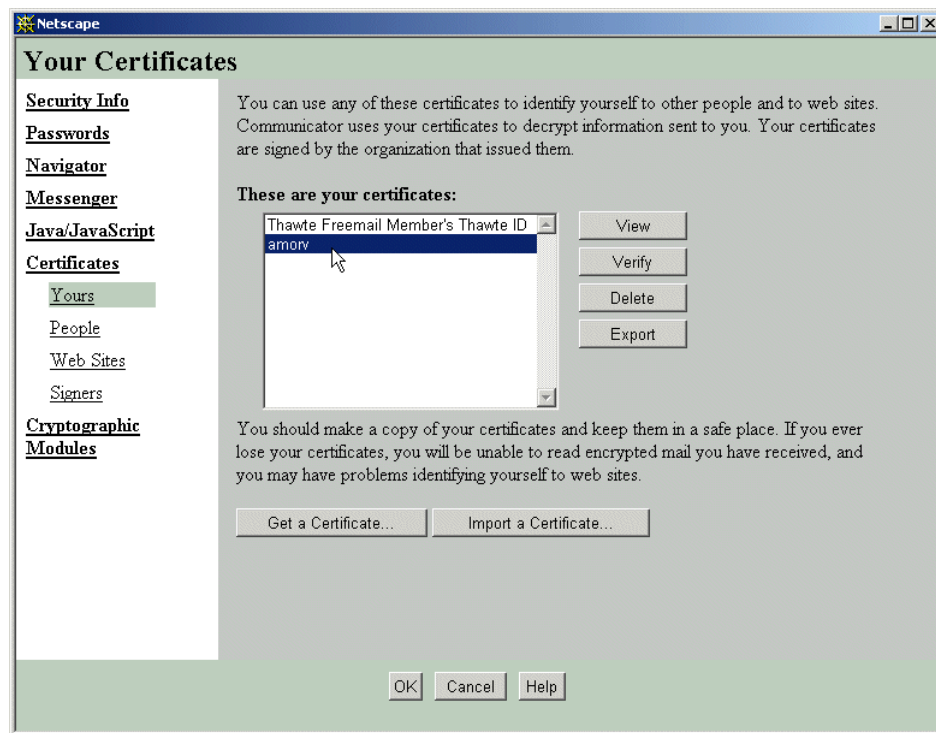 Netscape
Your Certificates
Security Info
Passwords
Navigator
Messenger
Java/JavaScript
Certificates
Yours
People
Web Sites
Signers
Cryptographic
Modules
You can use any of these certificates to identify yourself to other people and to web sites.
Communicator uses your certificates to decrypt information sent to you. Your certificates
are signed by the organization that issued them.
These are your certificates:
Thawte Freemail Member's Thawte ID
amory
View
Verify
Delete
Export
You should make a copy of your certificates and keep them in a safe place. If you ever
lose your certificates, you will be unable to read encrypted mail you have received, and
you may have problems identifying yourself to web sites.
Get a Certificate...
Import a Certificate...
OK
Cancel
Help